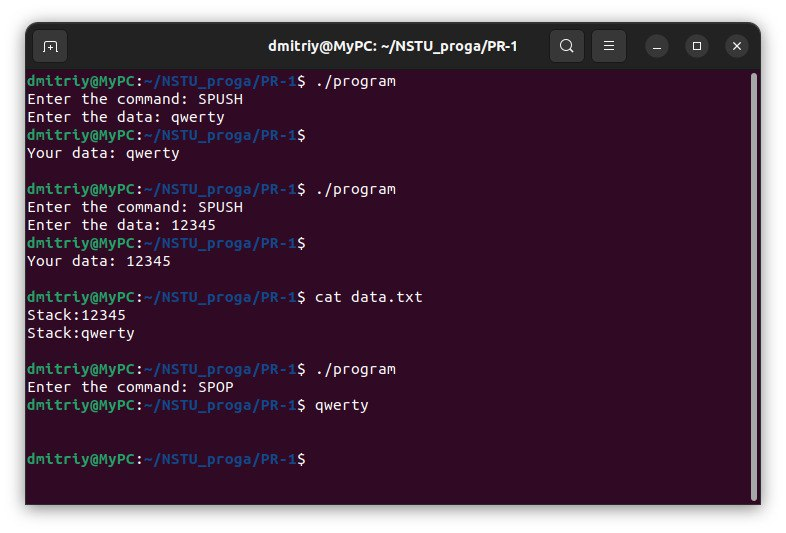 dmitriy@MyPC: ~/NSTU_proga/PR-1
dmitriy@MyPC:~/NSTU_proga/PR-1$ ./program
Enter the command: SPUSH
Enter the data: qwerty
dmitriy@MyPC:~/NSTU_proga/PR-1$
Your data: qwerty
dmitriy@MyPC:~/NSTU_proga/PR-1$ ./program
Enter the command: SPUSH
Enter the data: 12345
dmitriy@MyPC:~/NSTU_proga/PR-1$
Your data: 12345
dmitriy@MyPC:~/NSTU_proga/PR-1$ cat data.txt
Stack:12345
Stack:qwerty
dmitriy@MyPC:~/NSTU_proga/PR-1$ ./program
Enter the command: SPOP
dmitriy@MyPC:~/NSTU_proga/PR-1$ qwerty
dmitriy@MyPC:~/NSTU_proga/PR-1$